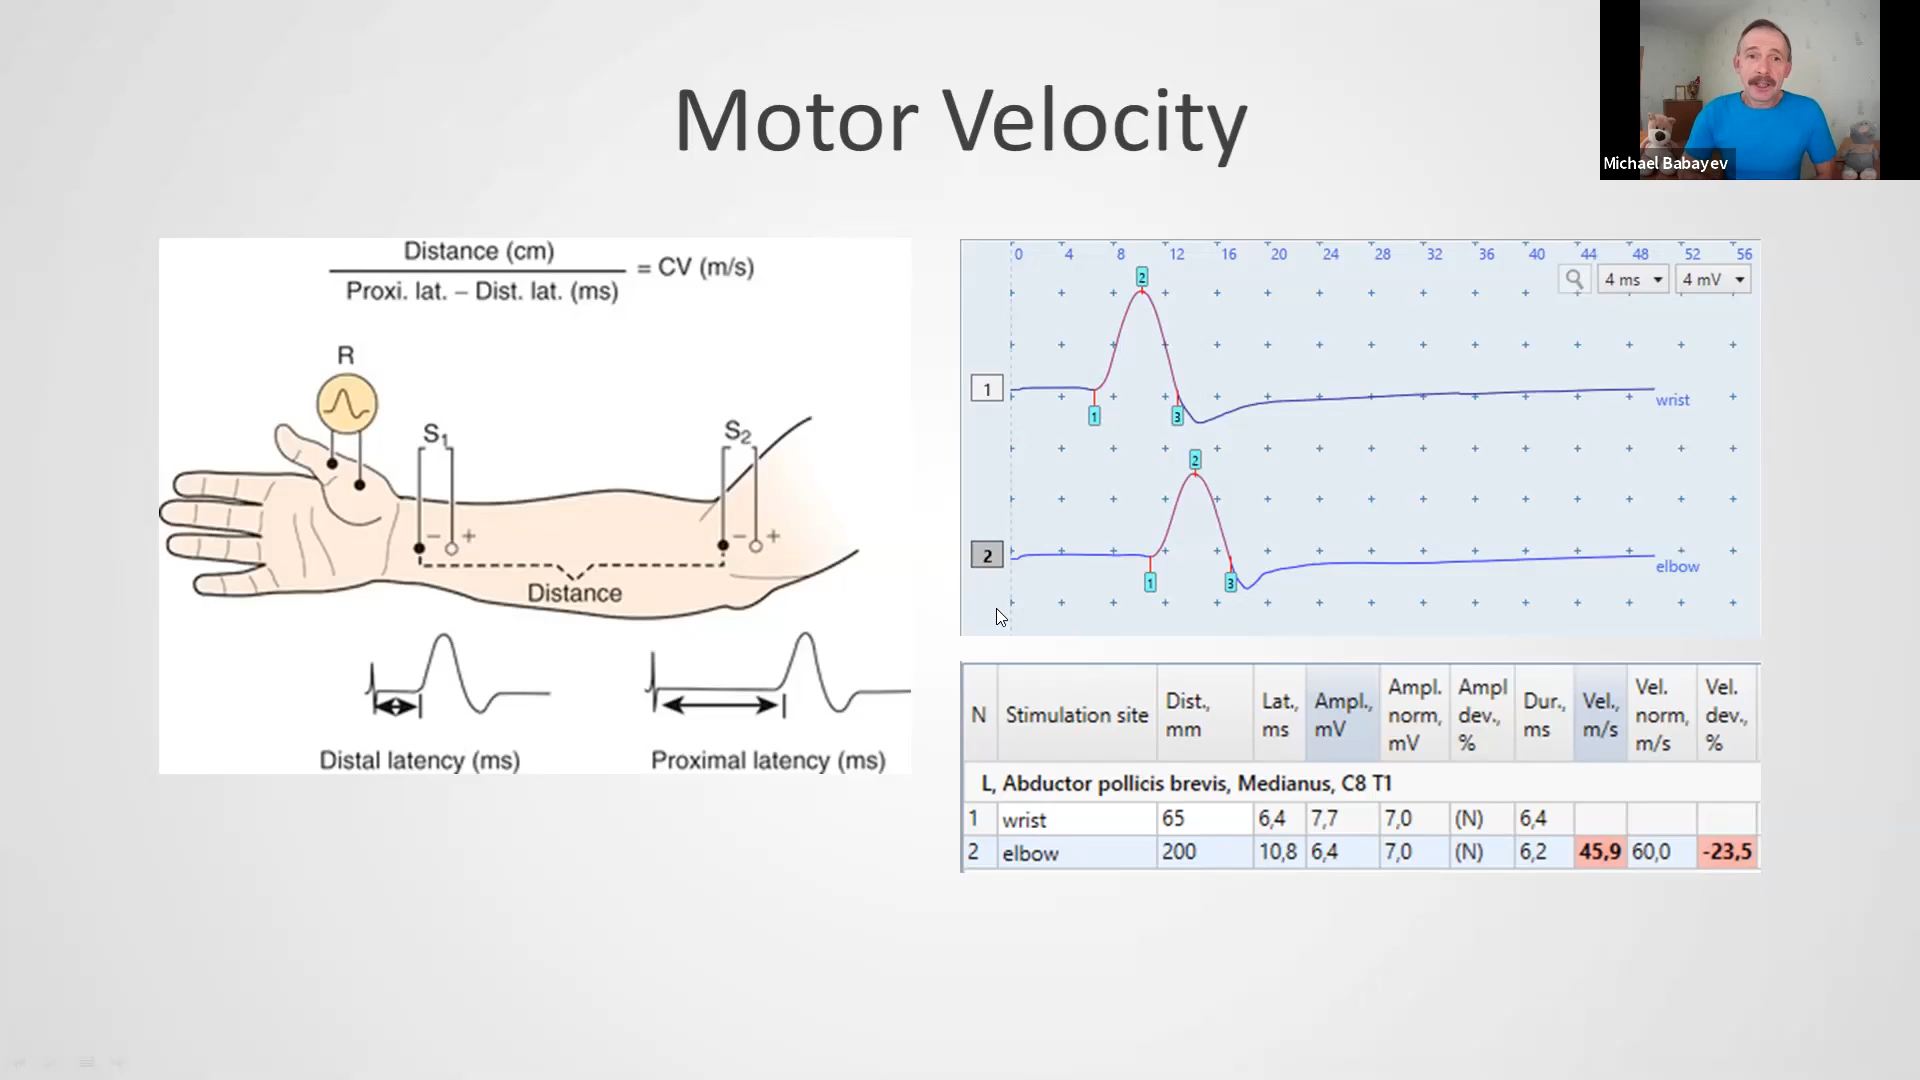 Motor Velocity
Michael Babayev
Distance (cm)
Proxi. lat. – Dist. lat. (ms)
= CV (m/s)
R
S1
S2
– +
– +
Distance
Distal latency (ms)
Proximal latency (ms)
0 4 8 12 16 20 24 28 32 36 40 44 48 52 56
4 ms 4 mV
2
1
wrist
1 3
2
2
elbow
1 3
N Stimulation site Dist., mm Lat., ms Ampl., mV Ampl. norm, mV Ampl dev., % Dur., ms Vel., m/s Vel. norm, m/s Vel. dev., %
L, Abductor pollicis brevis, Medianus, C8 T1
1 wrist 65 6,4 7,7 7,0 (N) 6,4
2 elbow 200 10,8 6,4 7,0 (N) 6,2 45,9 60,0 -23,5